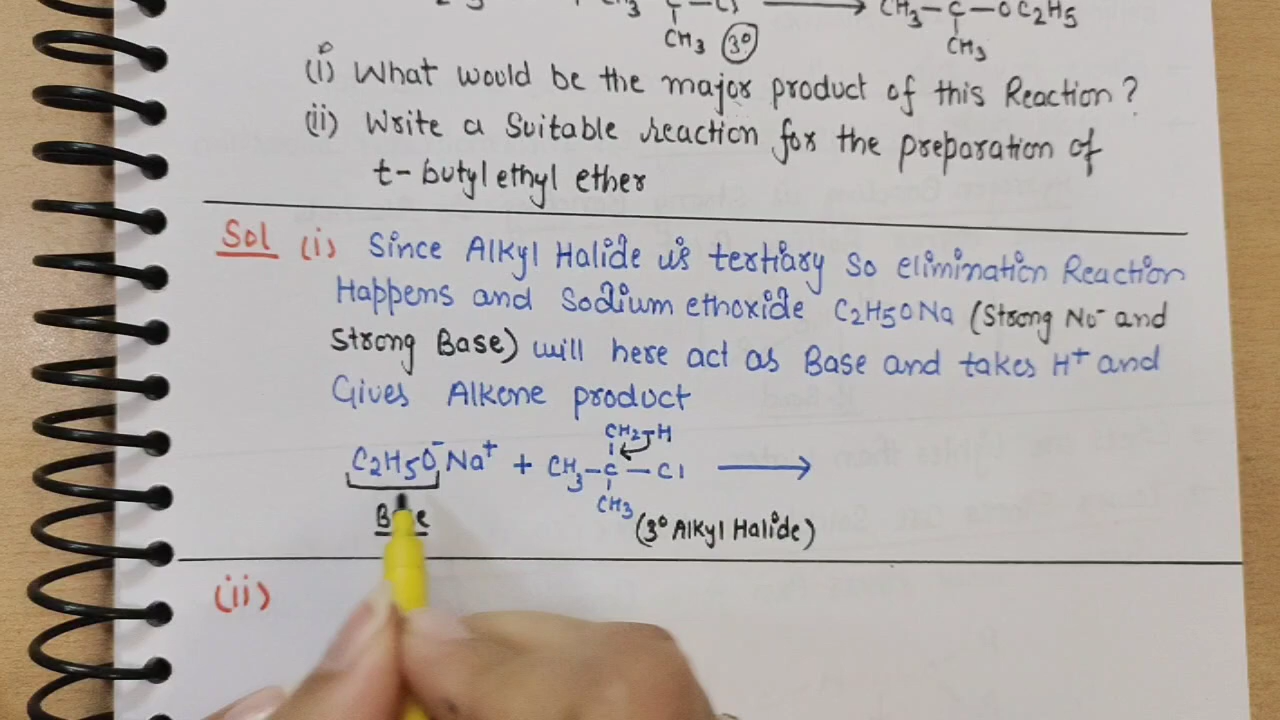 CH3-C-OC2H5
CH3 (3°) CH3
(i) What would be the major product of this Reaction?
(ii) Write a Suitable reaction for the preparation of
t-butyl ethyl ether
Sol (i) Since Alkyl Halide is tertiary so elimination Reaction
Happens and Sodium ethoxide C2H5ONa (Strong Nu⁻ and
Strong Base) will here act as Base and takes H⁺ and
Gives Alkene product
CH2-H
C2H5O⁻Na⁺ + CH3-C-Cl →
CH3
(3° Alkyl Halide)
(ii)